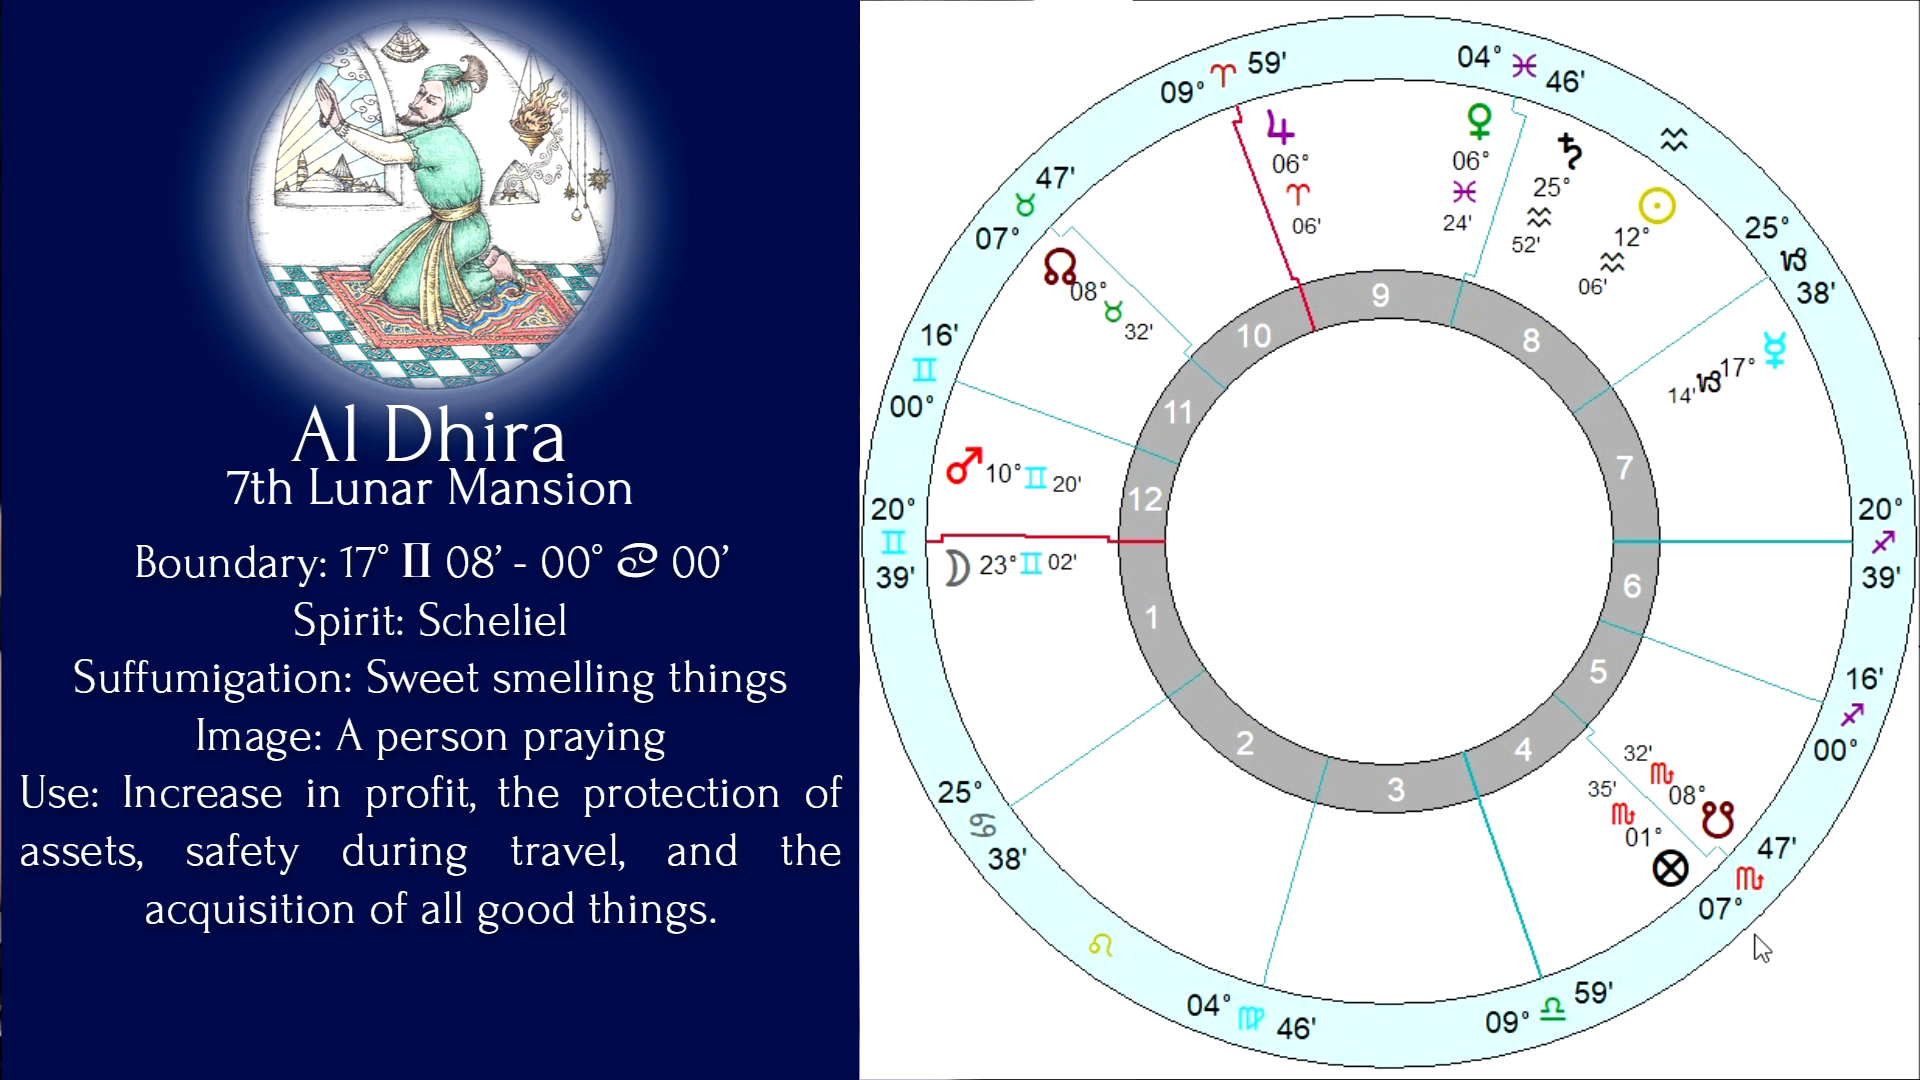 Al Dhira
7th Lunar Mansion
Boundary: 17° ♊ 08’ - 00° ♋ 00’
Spirit: Scheliel
Suffumigation: Sweet smelling things
Image: A person praying
Use: Increase in profit, the protection of
assets, safety during travel, and the
acquisition of all good things.
09° ♈ 59'
04° ♓ 46'
♒
25° ♑ 38'
20° ♐ 39'
16' ♐ 00°
47' ♏ 07°
09° ♎ 59'
04° ♍ 46'
♌
25° ♋ 38'
20° ♊ 39'
16' ♊ 00°
47' ♉ 07°
♃ 06° ♈ 06'
♀ 06° ♓ 24'
♄ 25° ♒ 52'
☉ 12° ♒ 06'
☿ 17° ♑ 14'
☊ 08° ♉ 32'
♂ 10° ♊ 20'
☽ 23° ♊ 02'
☋ 08° ♏ 32'
⊗ 01° ♏ 35'
1
2
3
4
5
6
7
8
9
10
11
12